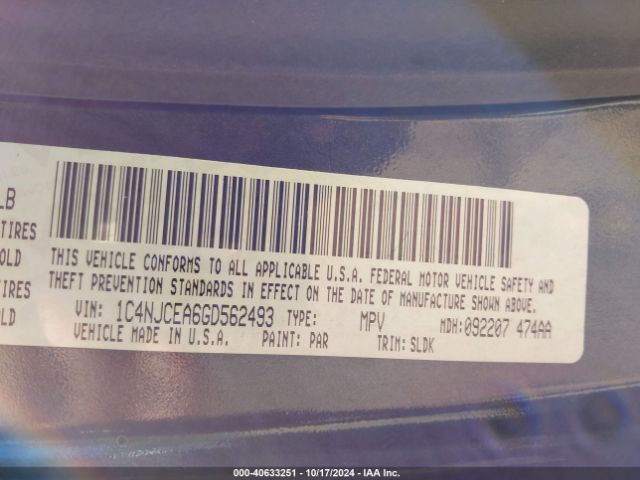 LB
TIRES
OLD
TIRES
LD
THIS VEHICLE CONFORMS TO ALL APPLICABLE U.S.A. FEDERAL MOTOR VEHICLE SAFETY AND
THEFT PREVENTION STANDARDS IN EFFECT ON THE DATE OF MANUFACTURE SHOWN ABOVE.
VIN: 1C4NJCEA6GD562493 TYPE: MPV MDH:092207 474AA
VEHICLE MADE IN U.S.A. PAINT: PAR TRIM: SLDK
000-40633251 - 10/17/2024 - IAA Inc.